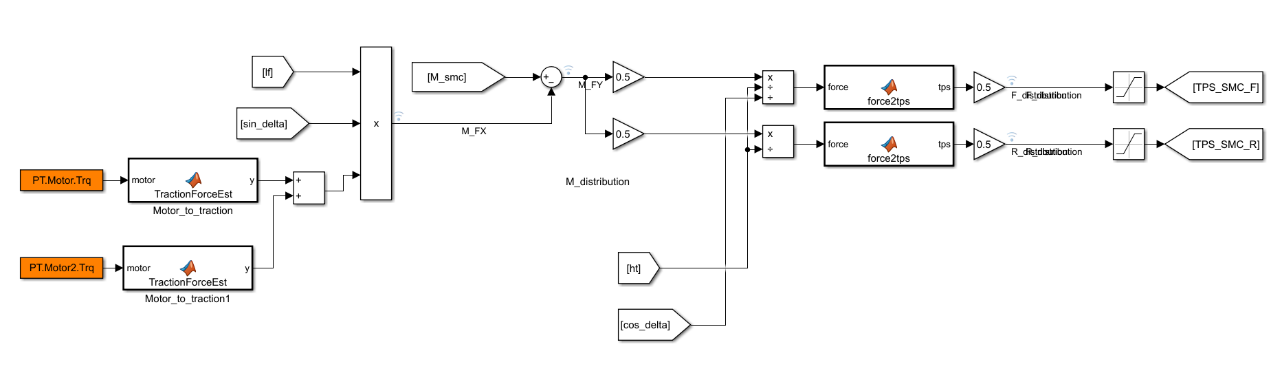 [lf]
[M_smc]
+
−
M_FY
0.5
x
÷
÷
force
tps
force2tps
0.5
[TPS_SMC_F]
[sin_delta]
x
M_FX
0.5
x
÷
force
tps
force2tps
0.5
[TPS_SMC_R]
PT.Motor.Trq
motor
y
TractionForceEst
Motor_to_traction
+
+
M_distribution
PT.Motor2.Trq
motor
y
TractionForceEst
Motor_to_traction1
[ht]
[cos_delta]